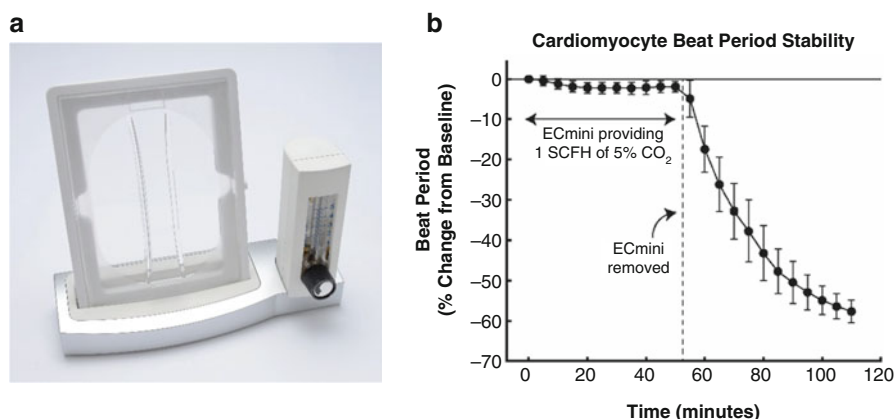 a
b
Cardiomyocyte Beat Period Stability
Beat Period
(% Change from Baseline)
0
−10
−20
−30
−40
−50
−60
−70
ECmini providing
1 SCFH of 5% CO₂
ECmini
removed
0 20 40 60 80 100 120
Time (minutes)